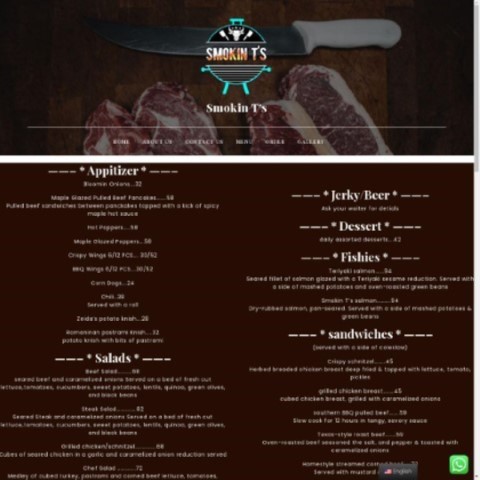 SMOKIN T'S
Smokin T's
HOME ABOUT US CONTACT US MENU GALLERY
———- * Appitizer * ———-
Bloomin Onions...32
Maple Glazed Pulled Beef Pancakes......58
Pulled beef sandwiches between pancakes topped with a kick of spicy
maple hot sauce
Hot Poppers.....58
Maple Glazed Poppers...58
Crispy Wings 6/12 PCS.... 30/52
BBQ Wings 6/12 PCS...30/52
Corn Dogs...24
Chili..38
Served with a roll
Zaida's potato knish...28
Romaninan pastrami Knish....32
potato knish with bits of pastrami
———- * Salads * ———-
Beef Salad.........68
seared beef and caramelized onions Served on a bed of fresh cut
lettuce,tomatoes, cucumbers, sweet potatoes, lentils, quinoa, green olives,
and black beans
Steak Salad............82
Seared Steak and caramelized onions Served on a bed of fresh cut
lettuce,tomatoes, cucumbers, sweet potatoes, lentils, quinoa, green olives,
and black beans
Grilled chicken/schnitzel............68
Cubes of seared chicken in a garlic and caramelized onion reduction served
Chef Salad ...........72
Medley of cubed turkey, pastrami and corned beef lettuce, tomatoes,
———- * Jerky/Beer * ———-
Ask your waiter for details
———- * Dessert * ———-
daily assorted desserts...42
———- * Fishies * ———-
Teriyaki salmon......94
Seared fillet of salmon glazed with a Teriyaki sesame reduction. Served with
a side of mashed potatoes and oven-roasted green beans
Smokin T's salmon.........94
Dry-rubbed salmon, pan-seared. Served with a side of mashed potatoes &
green beans
———- * sandwiches * ———-
(served with a side of coleslaw)
Crispy schnitzel.......45
Herbed breaded chicken breast deep fried & topped with lettuce, tomato,
pickles
grilled chicken breast.......45
cubed chicken breast, grilled with caramelized onions
southern BBQ pulled beef......59
Slow cook for 12 hours in tangy, savory sauce
Texas-style roast beef......59
Oven-roasted beef seasoned the salt, and pepper & toasted with
caramelized onions
Homestyle streamed corned beef
Served with mustard
English